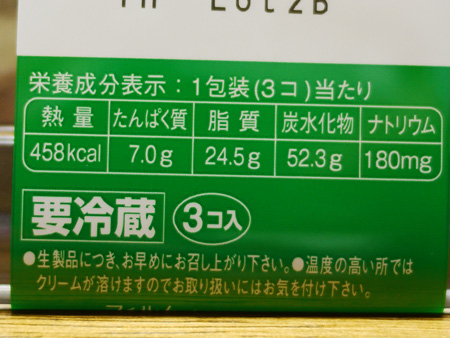 Lot2B
栄養成分表示：1包装(3コ)当たり
熱量 たんぱく質 脂質 炭水化物 ナトリウム
458kcal 7.0g 24.5g 52.3g 180mg
要冷蔵 3コ入
●生製品につき、お早めにお召し上がり下さい。●温度の高い所では
クリームが溶けますのでお取り扱いにはお気を付け下さい。